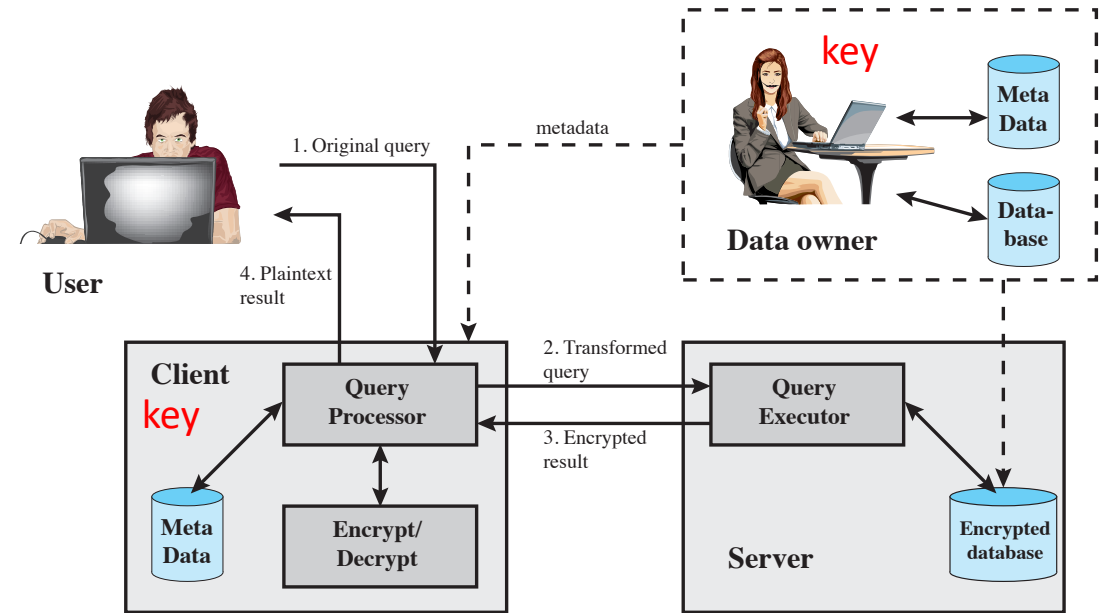 key
Meta
Data
metadata
1. Original query
Data-
base
Data owner
User
4. Plaintext
result
2. Transformed
query
Client
key
Query
Processor
Query
Executor
3. Encrypted
result
Meta
Data
Encrypt/
Decrypt
Encrypted
database
Server